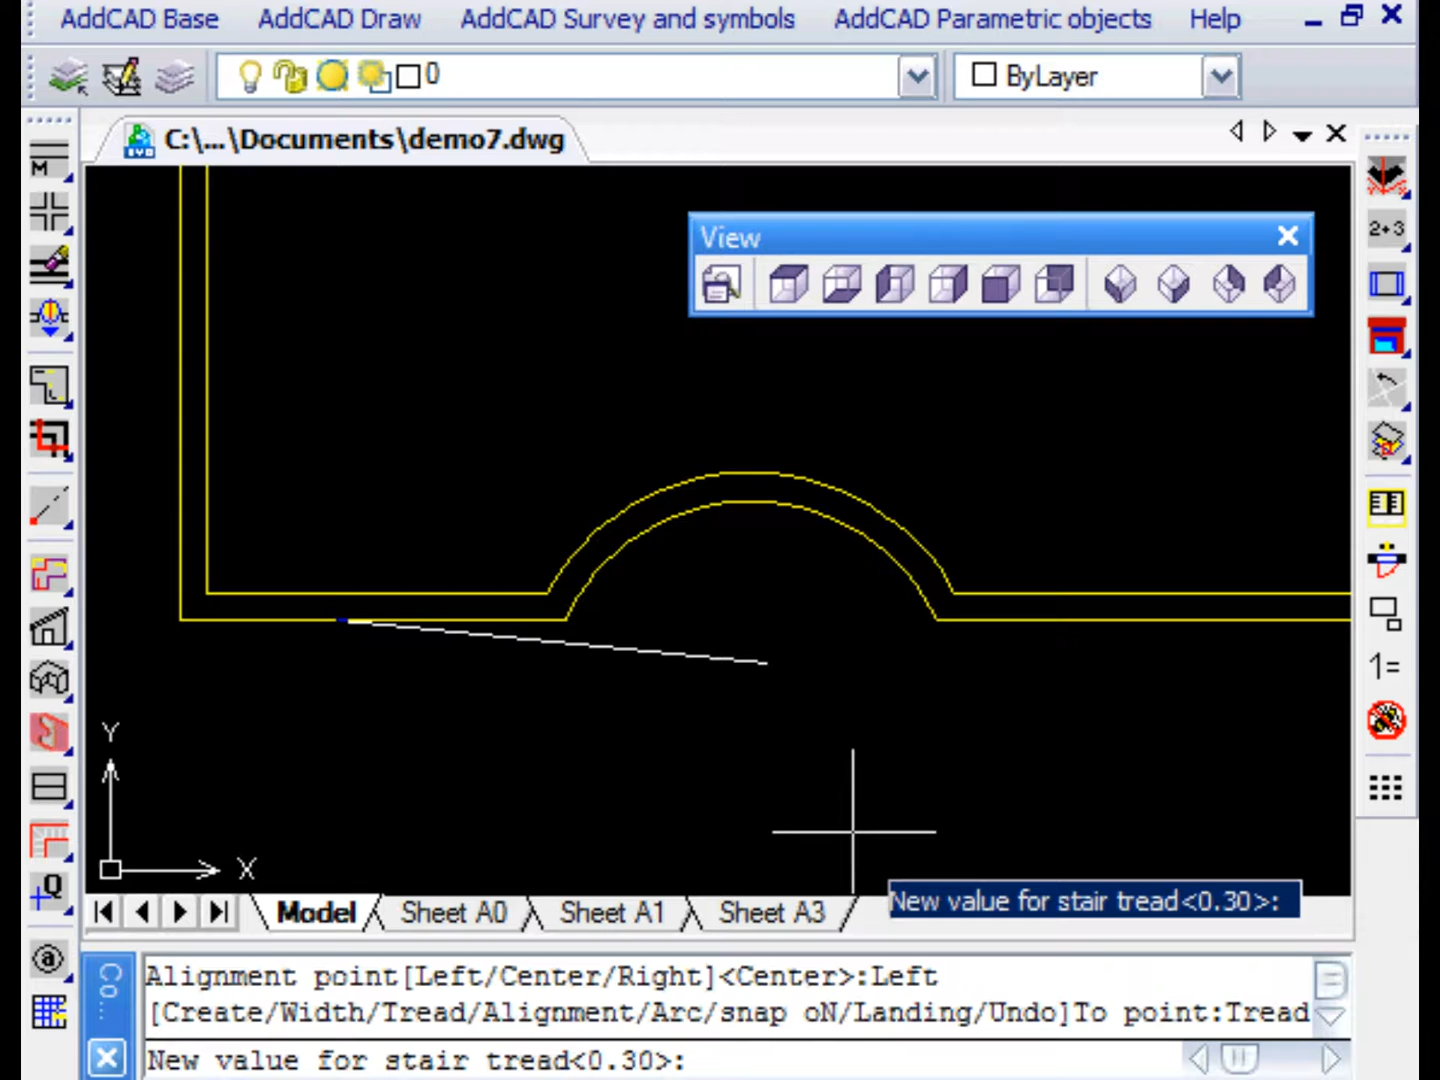 AddCAD Base AddCAD Draw AddCAD Survey and symbols AddCAD Parametric objects Help
0 ByLayer
C:\...\Documents\demo7.dwg
View
M
2+3
1=
Y
X
Q
@
Model Sheet A0 Sheet A1 Sheet A3
New value for stair tread<0.30>:
Co...
Alignment point[Left/Center/Right]<Center>:Left
[Create/Width/Tread/Alignment/Arc/snap oN/Landing/Undo]To point:Tread
New value for stair tread<0.30>: